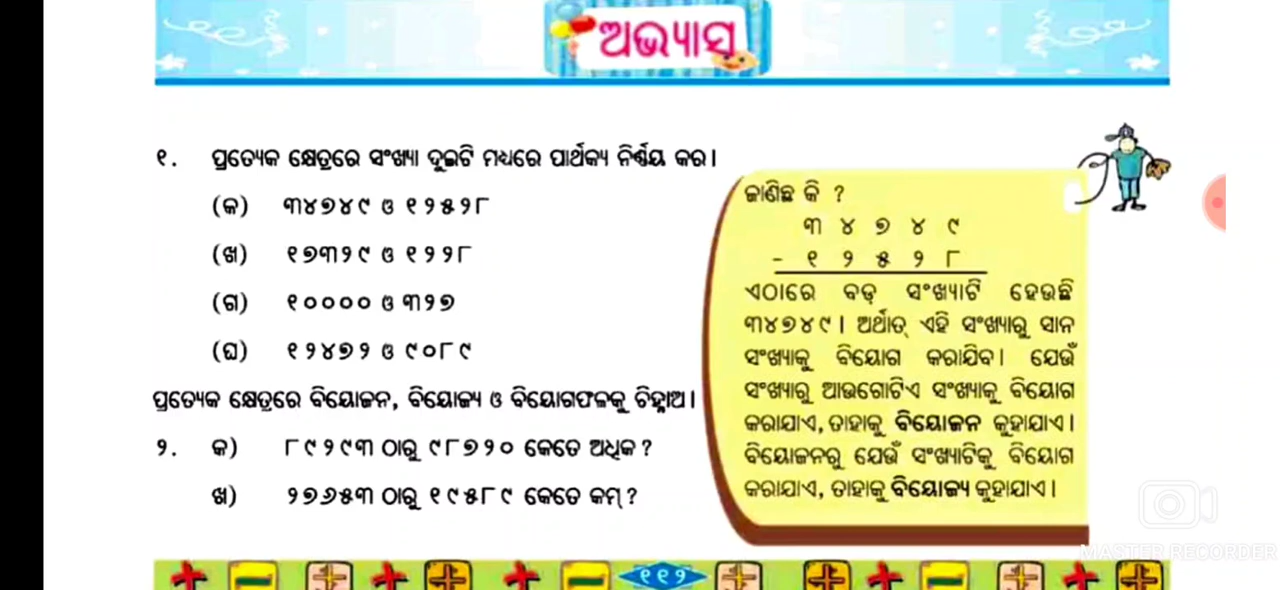 ଅଭ୍ୟାସ
୧. ପ୍ରତ୍ୟେକ କ୍ଷେତ୍ରରେ ସଂଖ୍ୟା ଦୁଇଟି ମଧ୍ୟରେ ପାର୍ଥକ୍ୟ ନିର୍ଣ୍ଣୟ କର।
(କ) ୩୪୭୪୯ ଓ ୧୨୫୨୮
(ଖ) ୧୭୩୨୯ ଓ ୧୨୨୮
(ଗ) ୧୦୦୦୦ ଓ ୩୨୭
(ଘ) ୧୨୪୭୨ ଓ ୯୦୮୯
ପ୍ରତ୍ୟେକ କ୍ଷେତ୍ରରେ ବିୟୋଜନ, ବିୟୋଜ୍ୟ ଓ ବିୟୋଗଫଳକୁ ଚିହ୍ନାଅ।
୨. କ) ୮୯୨୯୩ ଠାରୁ ୯୮୭୨୦ କେତେ ଅଧିକ?
ଖ) ୨୭୬୫୩ ଠାରୁ ୧୯୫୮୯ କେତେ କମ୍?
ଜାଣିଛ କି ?
୩ ୪ ୭ ୪ ୯
- ୧ ୨ ୫ ୨ ୮
ଏଠାରେ ବଡ଼ ସଂଖ୍ୟାଟି ହେଉଛି
୩୪୭୪୯। ଅର୍ଥାତ୍ ଏହି ସଂଖ୍ୟାରୁ ସାନ
ସଂଖ୍ୟାକୁ ବିୟୋଗ କରାଯିବ। ଯେଉଁ
ସଂଖ୍ୟାରୁ ଆଉଗୋଟିଏ ସଂଖ୍ୟାକୁ ବିୟୋଗ
କରାଯାଏ, ତାହାକୁ ବିୟୋଜନ କୁହାଯାଏ।
ବିୟୋଜନରୁ ଯେଉଁ ସଂଖ୍ୟାଟିକୁ ବିୟୋଗ
କରାଯାଏ, ତାହାକୁ ବିୟୋଜ୍ୟ କୁହାଯାଏ।
୧୧୨
MASTER RECORDER